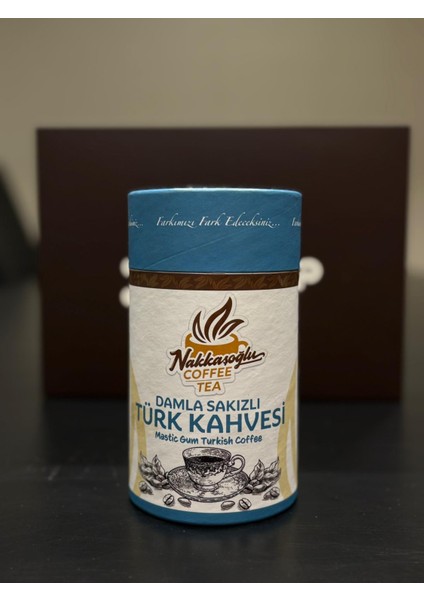 Farkımızı Fark Edeceksiniz...
Nakkaşoğlu
COFFEE
TEA
DAMLA SAKIZLI
TÜRK KAHVESİ
Mastic Gum Turkish Coffee